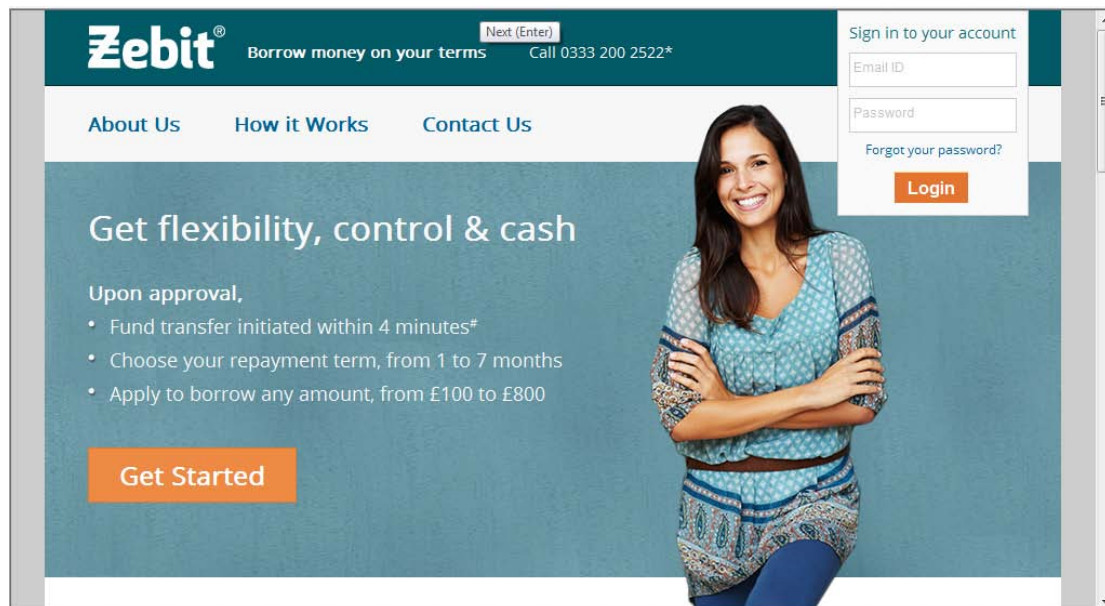 Zebit®
Borrow money on your terms
Next (Enter)
Call 0333 200 2522*
Sign in to your account
Email ID
Password
Forgot your password?
Login
About Us How it Works Contact Us
Get flexibility, control & cash
Upon approval,
• Fund transfer initiated within 4 minutes#
• Choose your repayment term, from 1 to 7 months
• Apply to borrow any amount, from £100 to £800
Get Started